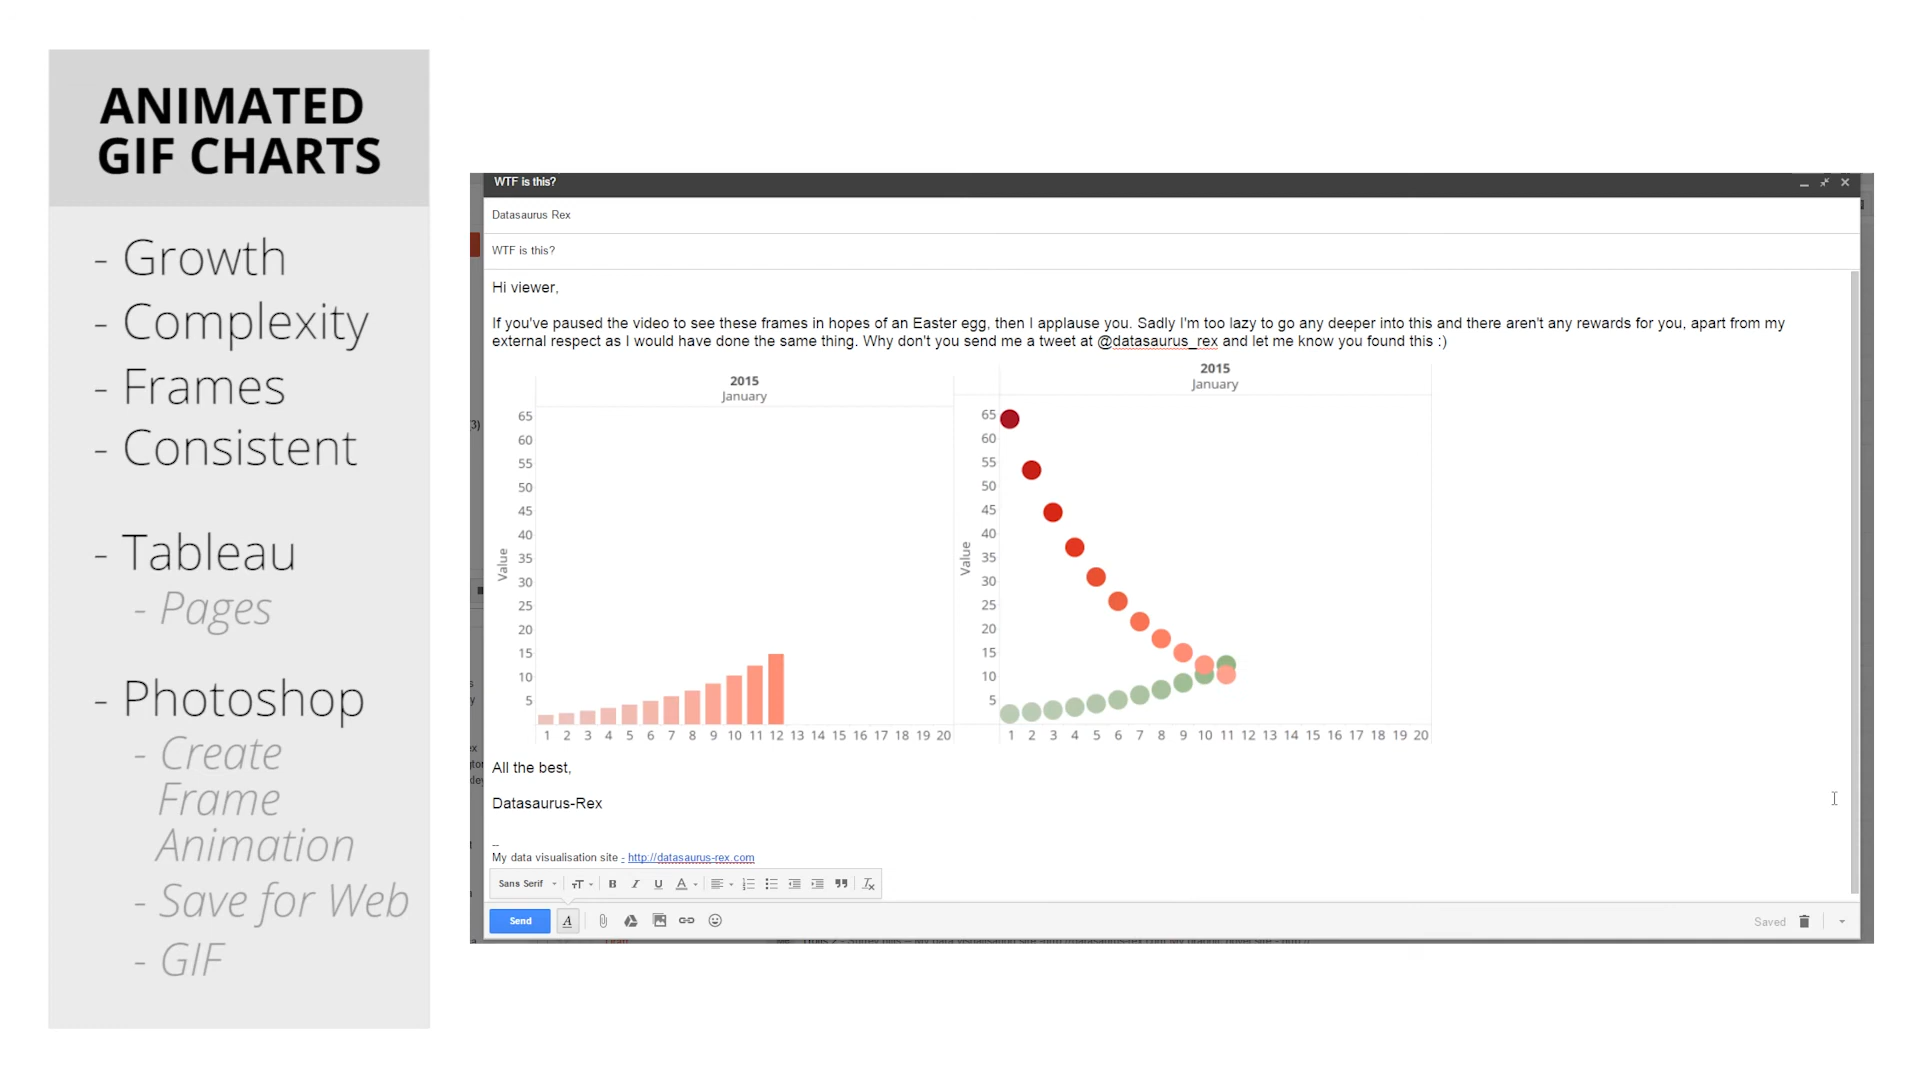 ANIMATED
GIF CHARTS
- Growth
- Complexity
- Frames
- Consistent
- Tableau
- Pages
- Photoshop
- Create
Frame
Animation
- Save for Web
- GIF
WTF is this?
Datasaurus Rex
WTF is this?
Hi viewer,
If you've paused the video to see these frames in hopes of an Easter egg, then I applause you. Sadly I'm too lazy to go any deeper into this and there aren't any rewards for you, apart from my
external respect as I would have done the same thing. Why don't you send me a tweet at @datasaurus_rex and let me know you found this :)
2015
January
65
60
55
50
45
40
35
30
25
20
15
10
5
Value
1 2 3 4 5 6 7 8 9 10 11 12 13 14 15 16 17 18 19 20
2015
January
65
60
55
50
45
40
35
30
25
20
15
10
5
Value
1 2 3 4 5 6 7 8 9 10 11 12 13 14 15 16 17 18 19 20
All the best,
Datasaurus-Rex
--
My data visualisation site - http://datasaurus-rex.com
Sans Serif
Send
Saved